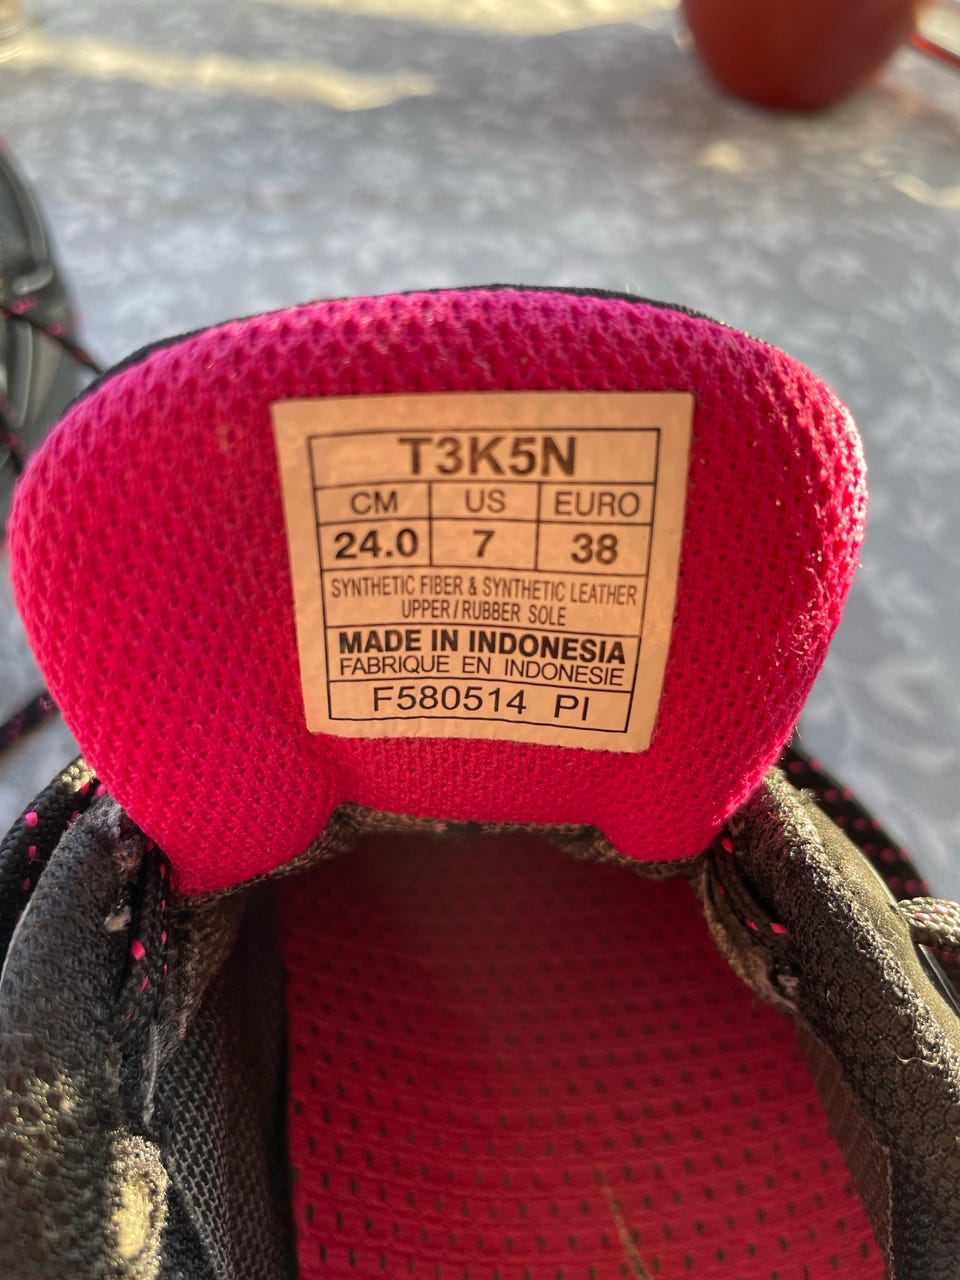 T3K5N
CM US EURO
24.0 7 38
SYNTHETIC FIBER & SYNTHETIC LEATHER
UPPER / RUBBER SOLE
MADE IN INDONESIA
FABRIQUE EN INDONESIE
F580514 PI